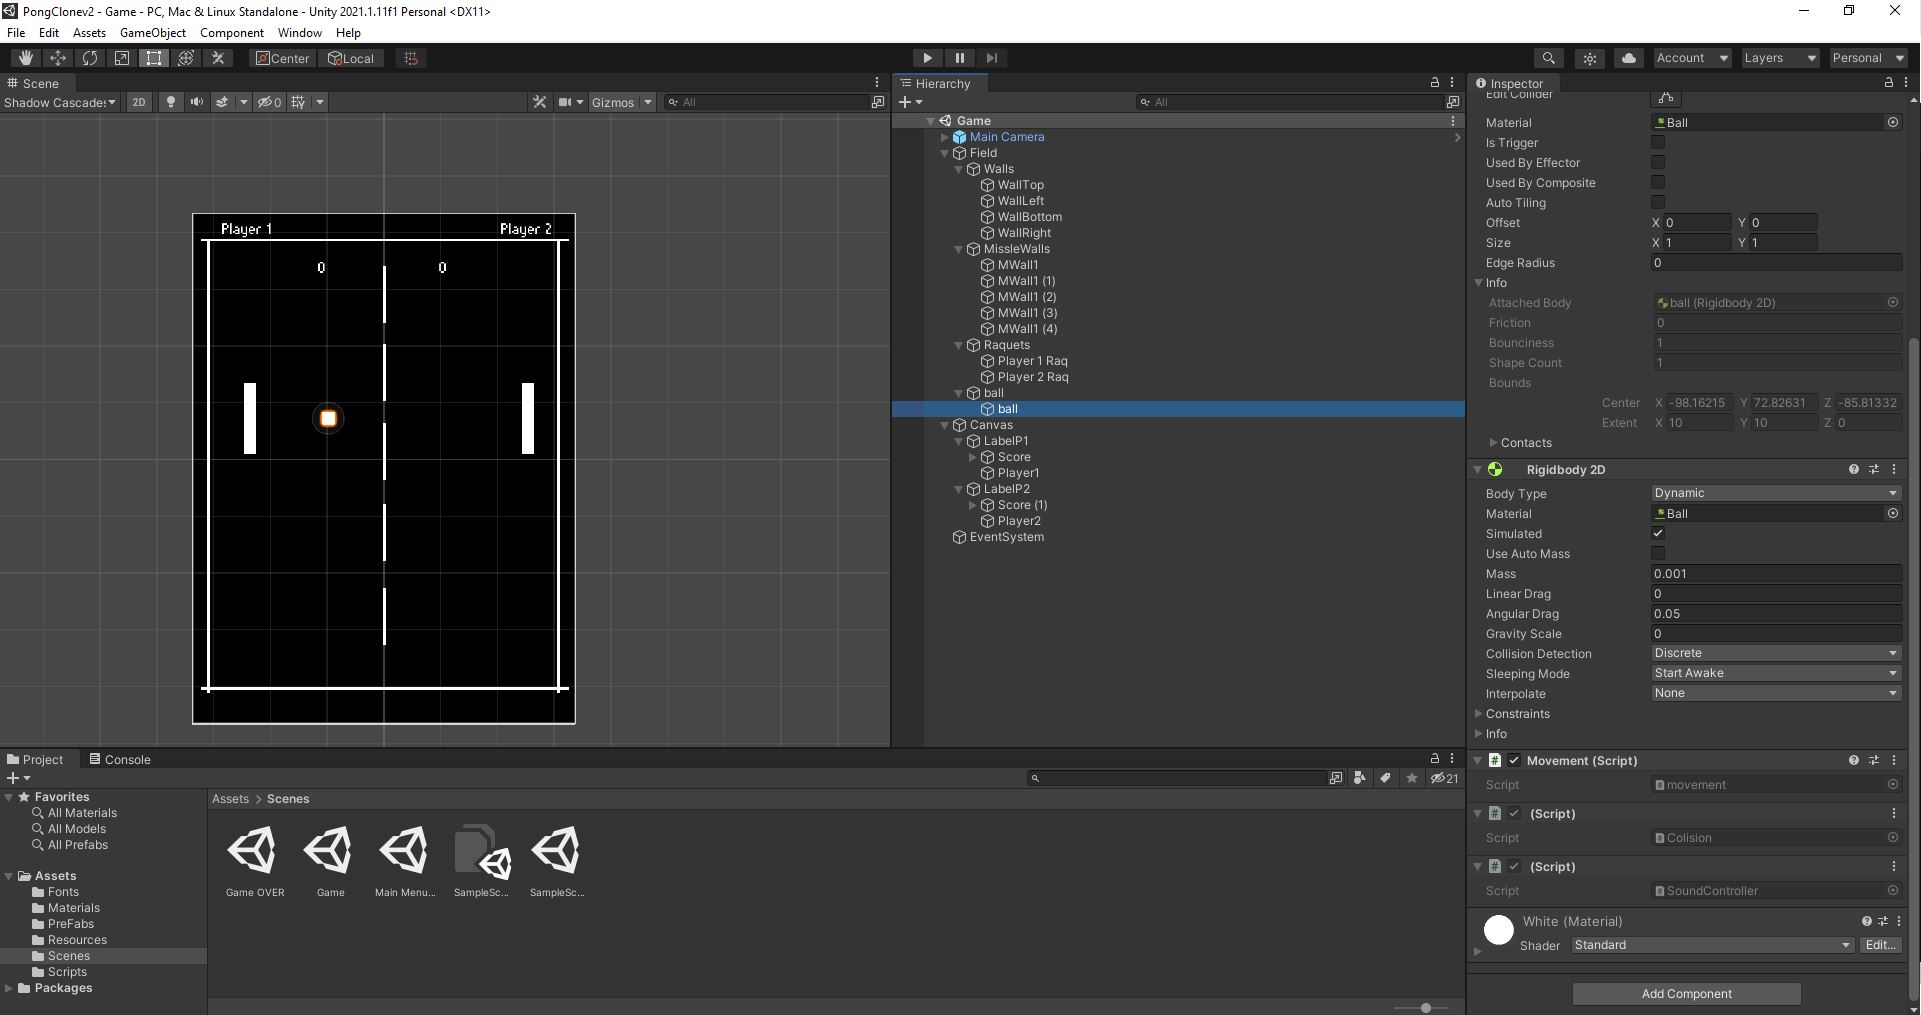 PongClonev2 - Game - PC, Mac & Linux Standalone - Unity 2021.1.11f1 Personal <DX11>
File Edit Assets GameObject Component Window Help
Center Local Account Layers Personal
Scene
Shadow Cascades 2D 0 Gizmos All
Player 1 Player 2
0 0
Hierarchy
All
Game
Main Camera
Field
Walls
WallTop
WallLeft
WallBottom
WallRight
MissleWalls
MWall1
MWall1 (1)
MWall1 (2)
MWall1 (3)
MWall1 (4)
Raquets
Player 1 Raq
Player 2 Raq
ball
ball
Canvas
LabelP1
Score
Player1
LabelP2
Score (1)
Player2
EventSystem
Inspector
Edit Collider
Material Ball
Is Trigger
Used By Effector
Used By Composite
Auto Tiling
Offset X 0 Y 0
Size X 1 Y 1
Edge Radius 0
Info
Attached Body ball (Rigidbody 2D)
Friction 0
Bounciness 1
Shape Count 1
Bounds
Center X -98.16215 Y 72.82631 Z -85.81332
Extent X 10 Y 10 Z 0
Contacts
Rigidbody 2D
Body Type Dynamic
Material Ball
Simulated
Use Auto Mass
Mass 0.001
Linear Drag 0
Angular Drag 0.05
Gravity Scale 0
Collision Detection Discrete
Sleeping Mode Start Awake
Interpolate None
Constraints
Info
Movement (Script)
Script movement
(Script)
Script Colision
(Script)
Script SoundController
White (Material)
Shader Standard Edit...
Add Component
Project Console
21
Favorites
All Materials
All Models
All Prefabs
Assets
Fonts
Materials
PreFabs
Resources
Scenes
Scripts
Packages
Assets > Scenes
Game OVER Game Main Menu... SampleSc... SampleSc...